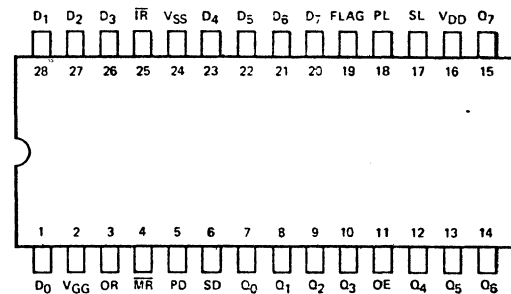 D1 D2 D3 IR VSS D4 D5 D6 D7 FLAG PL SL VDD Q7
28 27 26 25 24 23 22 21 20 19 18 17 16 15
1 2 3 4 5 6 7 8 9 10 11 12 13 14
D0 VGG OR MR PD SD Q0 Q1 Q2 Q3 OE Q4 Q5 Q6